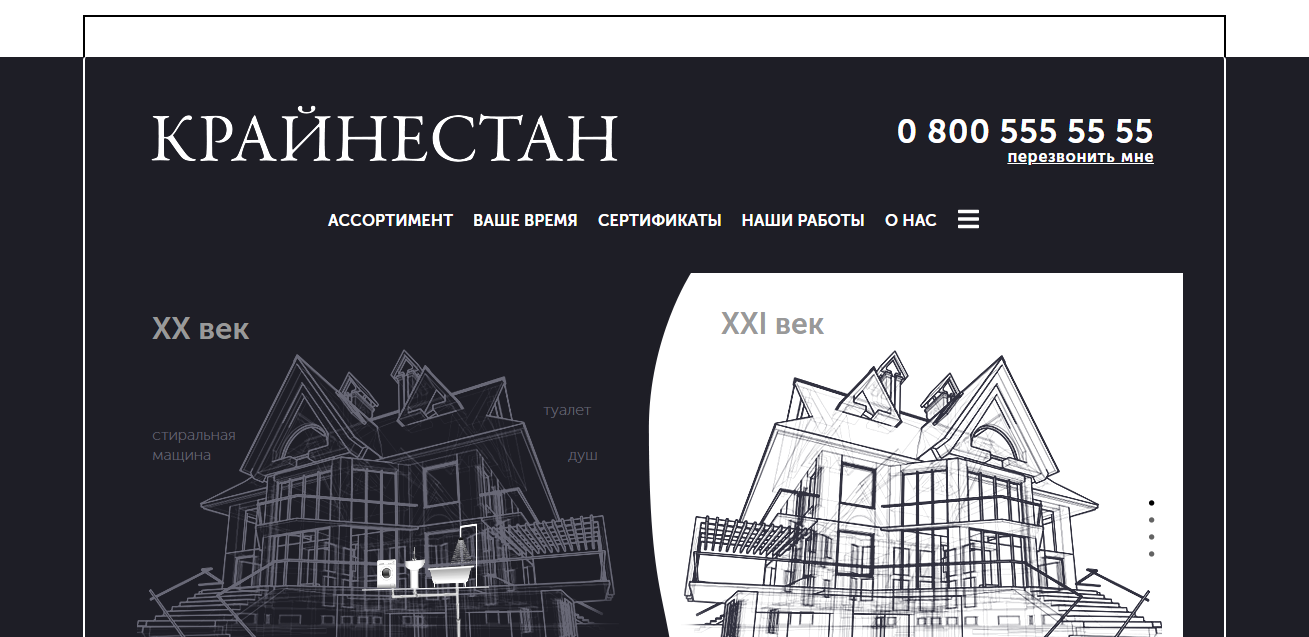 КРАЙНЕСТАН
0 800 555 55 55
перезвонить мне
АССОРТИМЕНТ ВАШЕ ВРЕМЯ СЕРТИФИКАТЫ НАШИ РАБОТЫ О НАС
XX век
XXI век
туалет
стиральная
мащина
душ